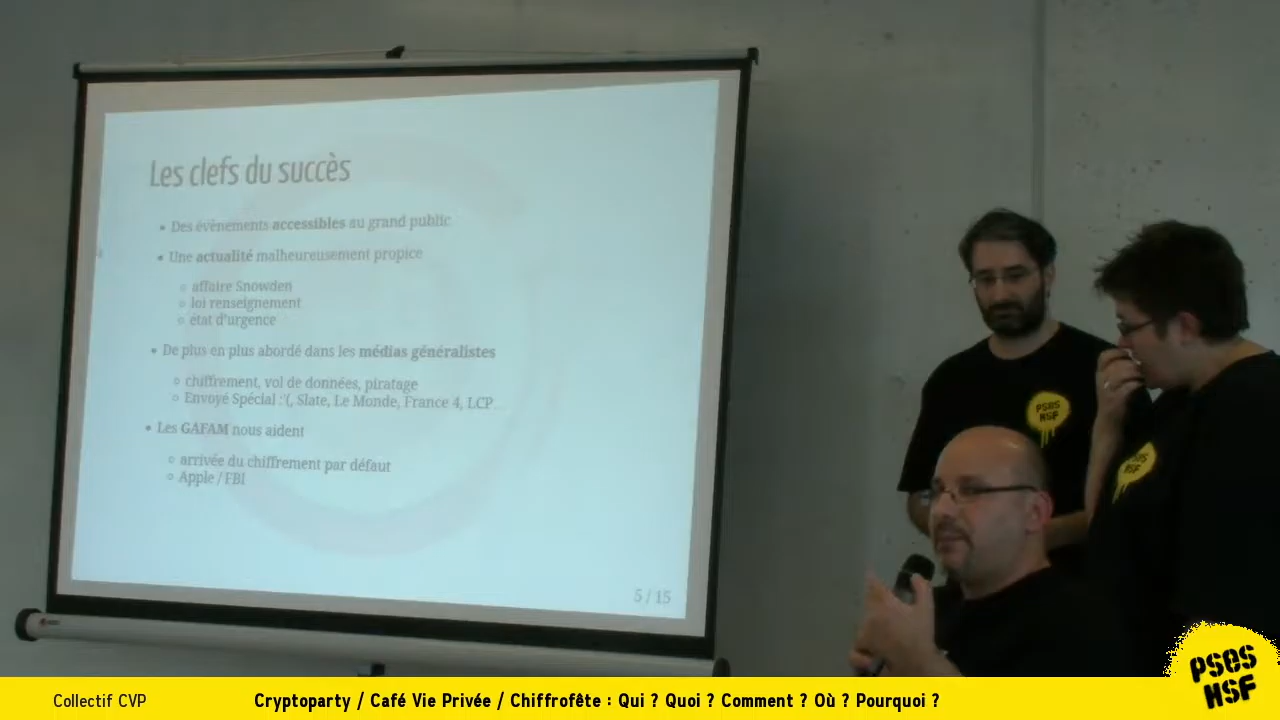 Les clefs du succès
Des évènements accessibles au grand public
Une actualité malheureusement propice
affaire Snowden
loi renseignement
état d'urgence
De plus en plus abordé dans les médias généralistes
chiffrement, vol de données, piratage
Envoyé Spécial :'(, Slate, Le Monde, France 4, LCP…
Les GAFAM nous aident
arrivée du chiffrement par défaut
Apple / FBI
5 / 15
PSES
NSF
PSES
NSF
Collectif CVP
Cryptoparty / Café Vie Privée / Chiffrofête : Qui ? Quoi ? Comment ? Où ? Pourquoi ?
PSES
NSF